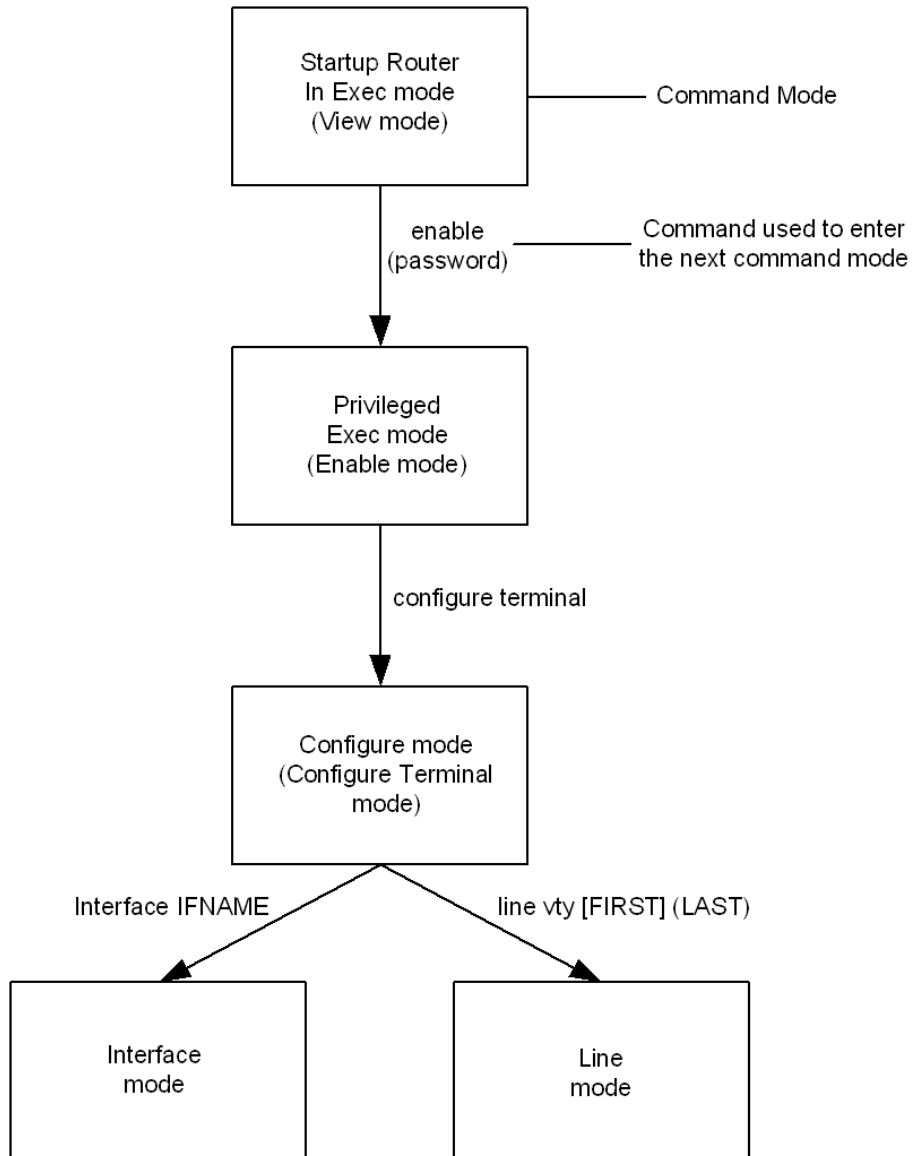 Startup Router
In Exec mode
(View mode)
Command Mode
enable
(password)
Command used to enter
the next command mode
Privileged
Exec mode
(Enable mode)
configure terminal
Configure mode
(Configure Terminal
mode)
Interface IFNAME
line vty [FIRST] (LAST)
Interface
mode
Line
mode